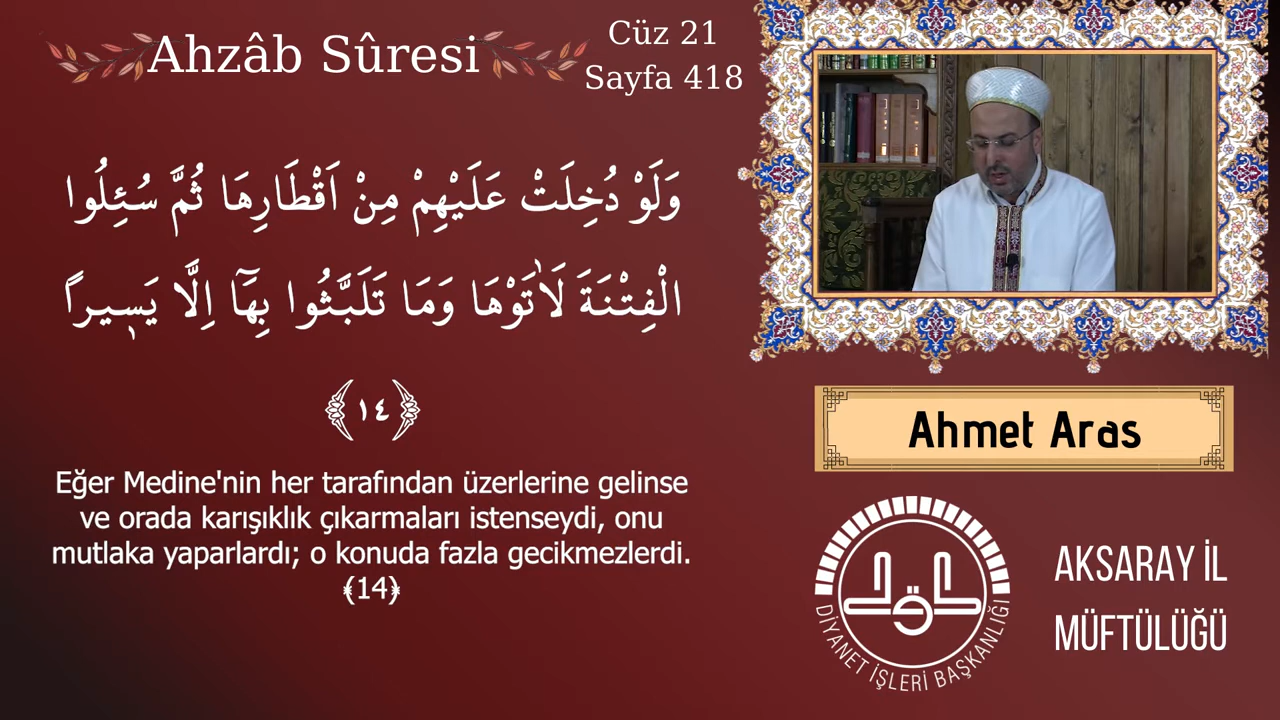 Ahzâb Sûresi
Cüz 21
Sayfa 418
وَلَوْ دُخِلَتْ عَلَيْهِمْ مِنْ اَقْطَارِهَا ثُمَّ سُئِلُوا
الْفِتْنَةَ لَاٰتَوْهَا وَمَا تَلَبَّثُوا بِهَٓا اِلَّا يَسٖيراً
﴿١٤﴾
Eğer Medine'nin her tarafından üzerlerine gelinse
ve orada karışıklık çıkarmaları istenseydi, onu
mutlaka yaparlardı; o konuda fazla gecikmezlerdi.
﴾14﴿
Ahmet Aras
DİYANET İŞLERİ BAŞKANLIĞI
AKSARAY İL
MÜFTÜLÜĞÜ